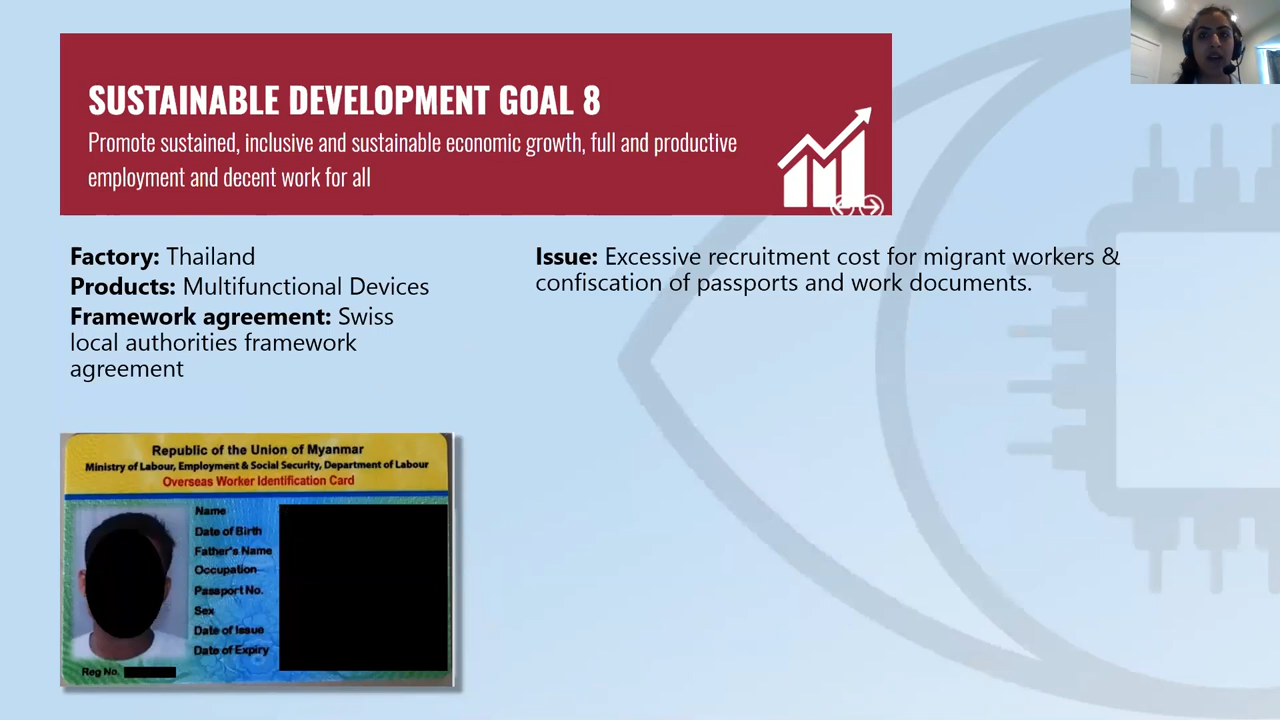 SUSTAINABLE DEVELOPMENT GOAL 8
Promote sustained, inclusive and sustainable economic growth, full and productive
employment and decent work for all
Factory: Thailand
Products: Multifunctional Devices
Framework agreement: Swiss
local authorities framework
agreement
Issue: Excessive recruitment cost for migrant workers &
confiscation of passports and work documents.
Republic of the Union of Myanmar
Ministry of Labour, Employment & Social Security, Department of Labour
Overseas Worker Identification Card
Name
Date of Birth
Father's Name
Occupation
Passport No.
Sex
Date of Issue
Date of Expiry
Reg No.